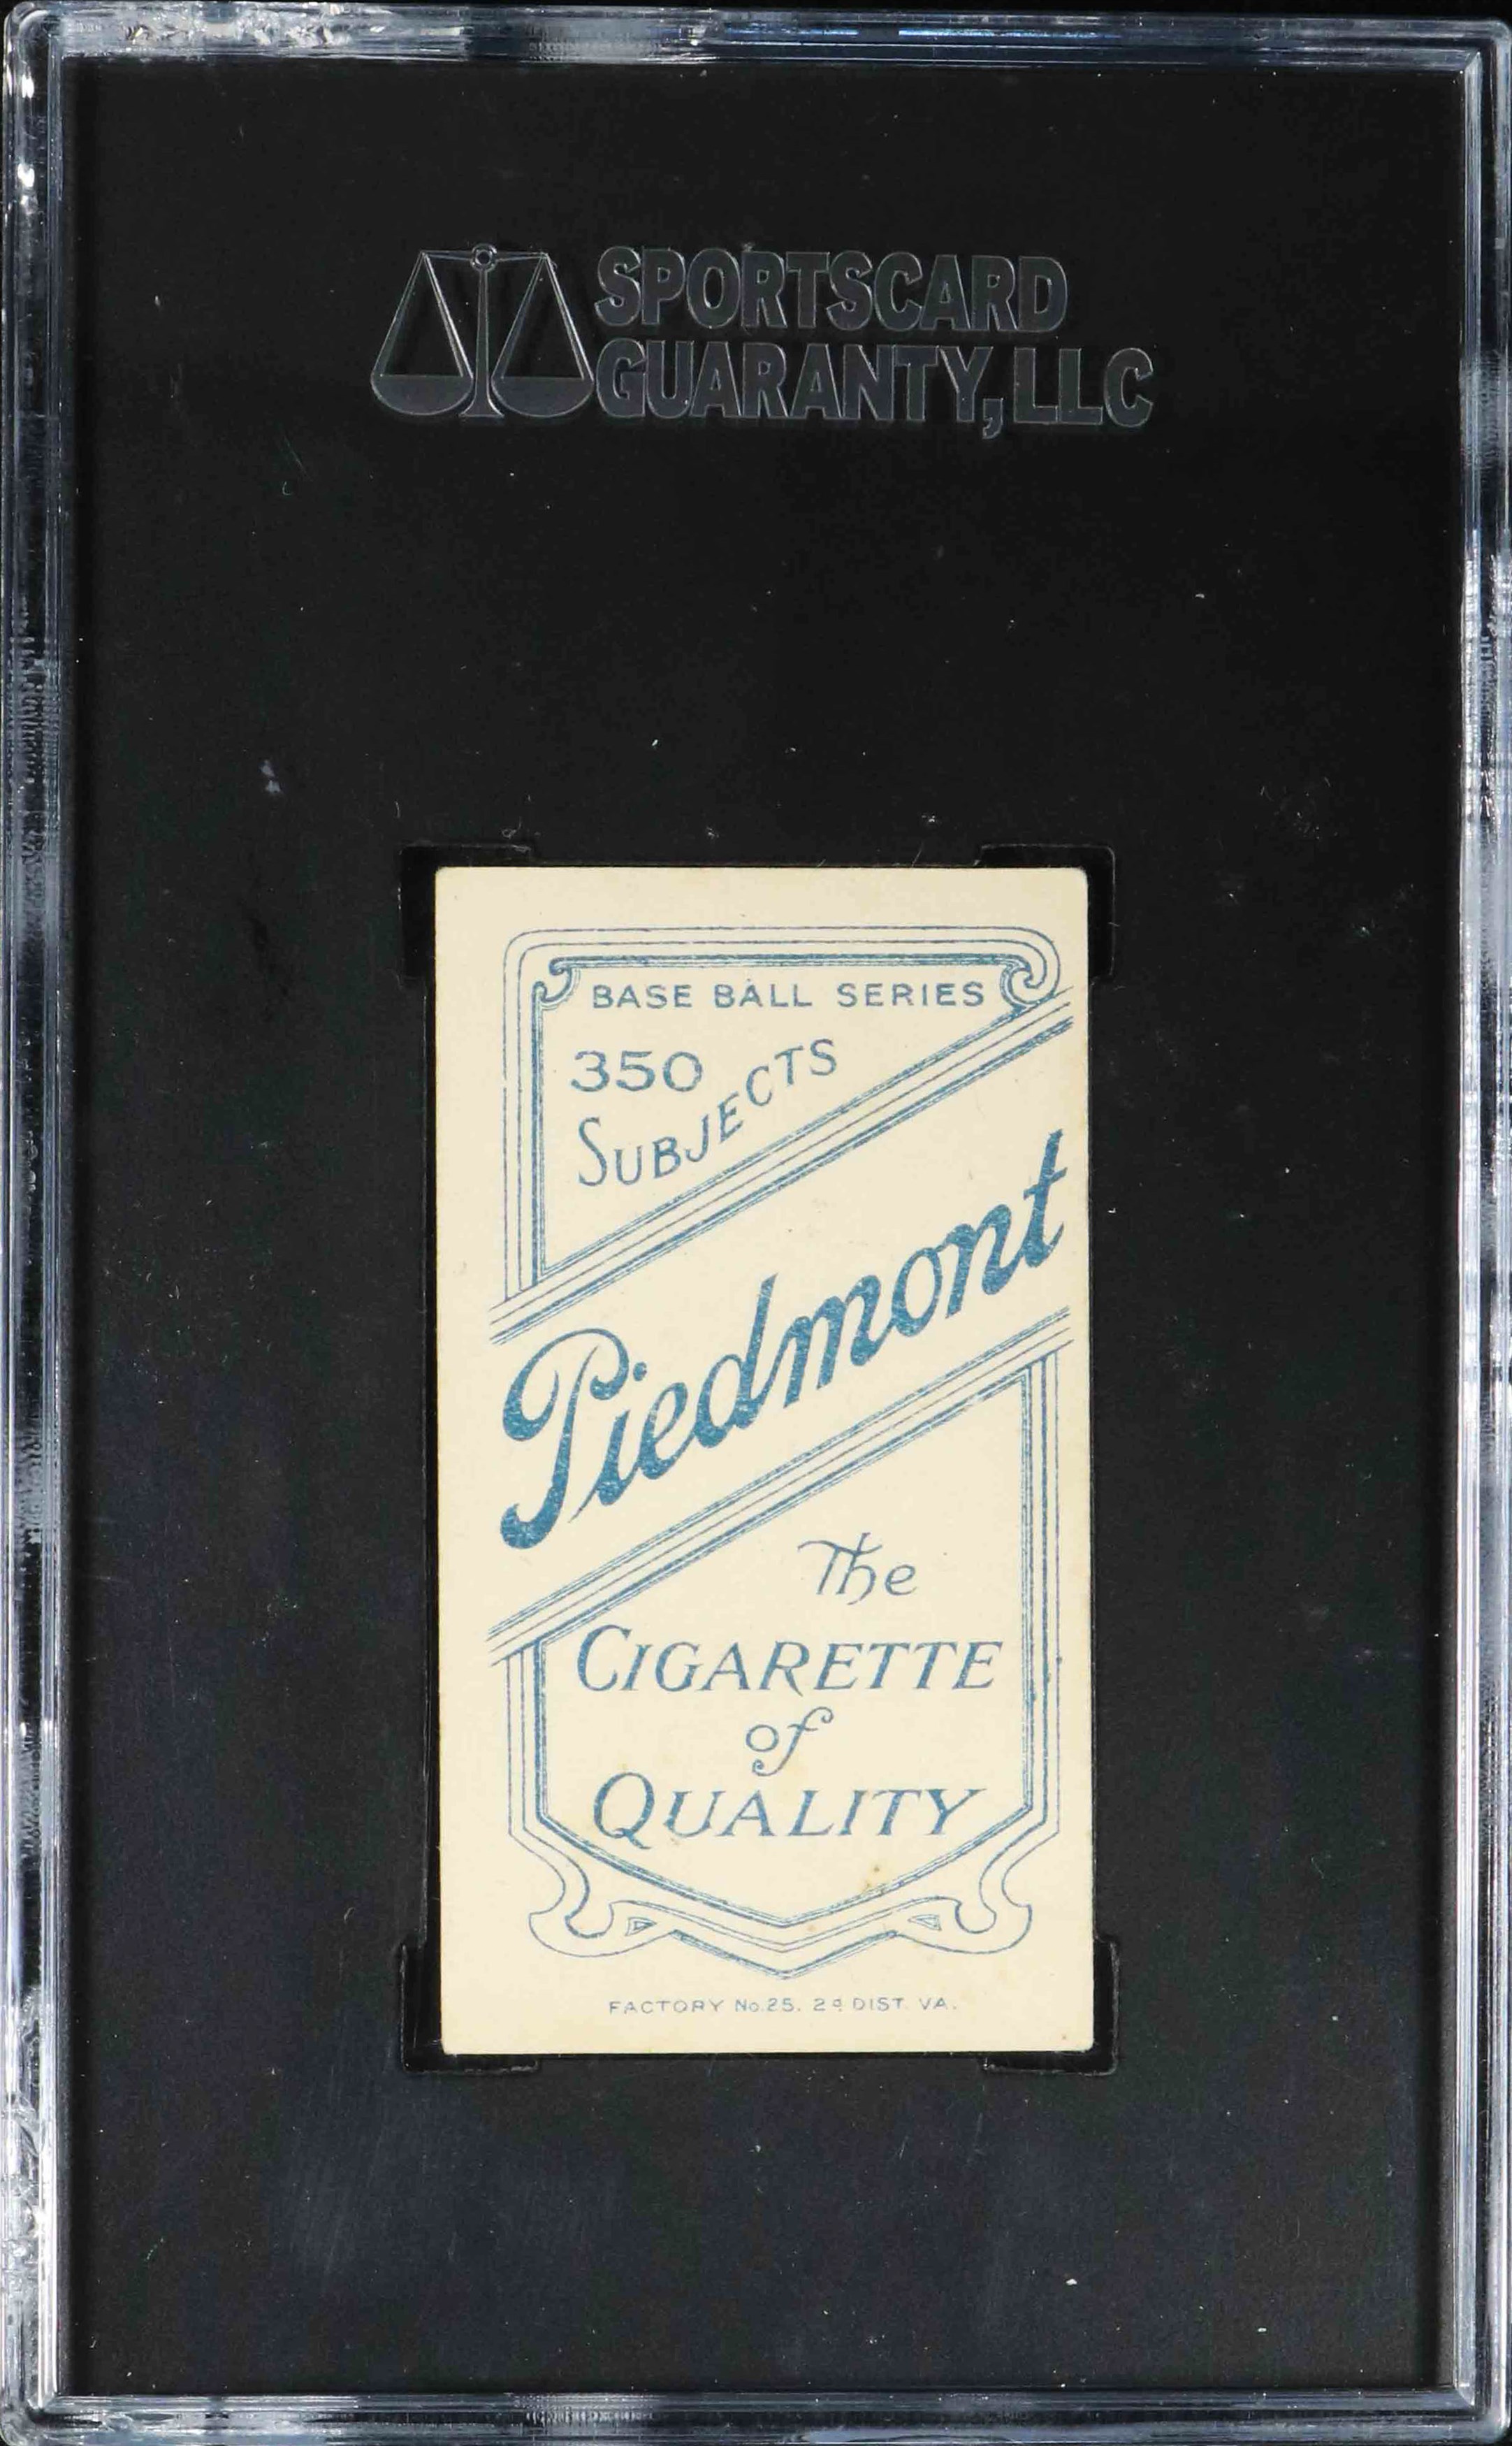 SPORTSCARD
GUARANTY, LLC
BASE BALL SERIES
350
SUBJECTS
Piedmont
The
CIGARETTE
of
QUALITY
FACTORY No. 25. 2d DIST. VA.